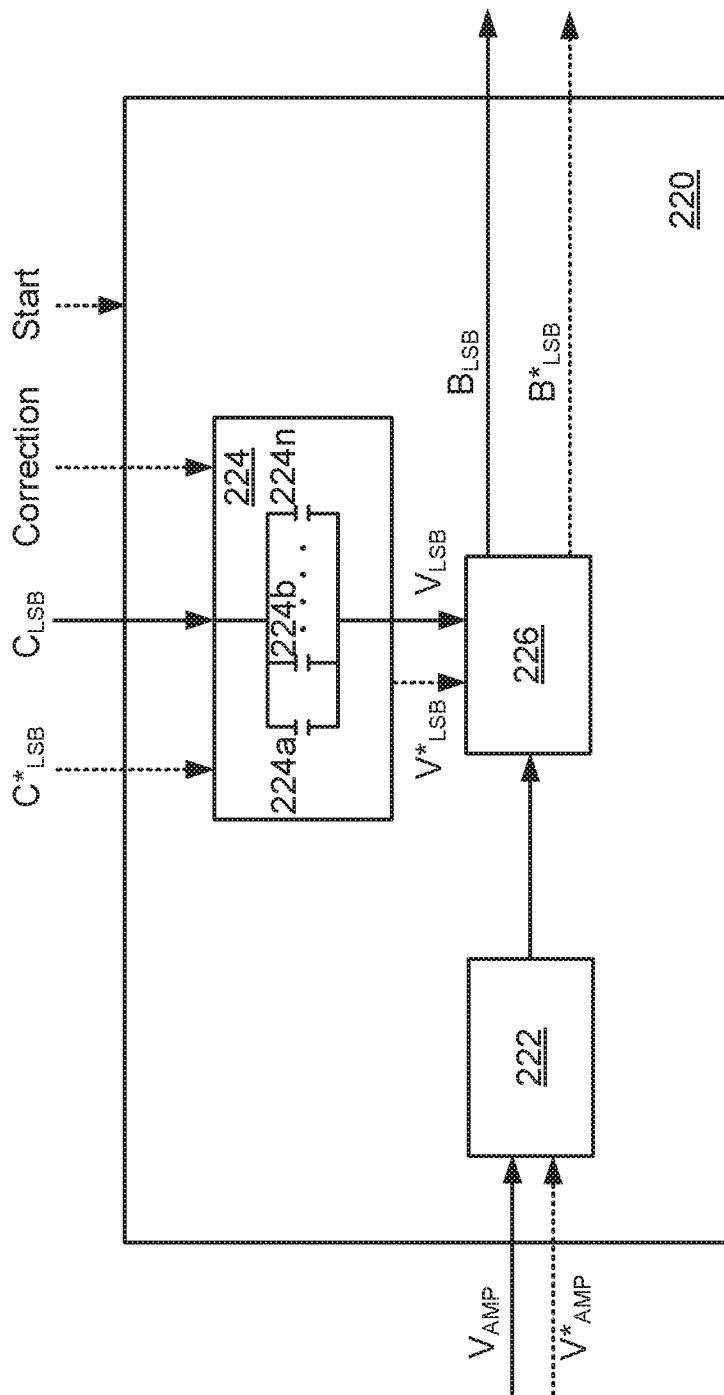 C*LSB
CLSB
Correction
Start
224
224a
224b
224n
. . . . .
V*LSB
VLSB
VAMP
V*AMP
222
226
BLSB
B*LSB
220